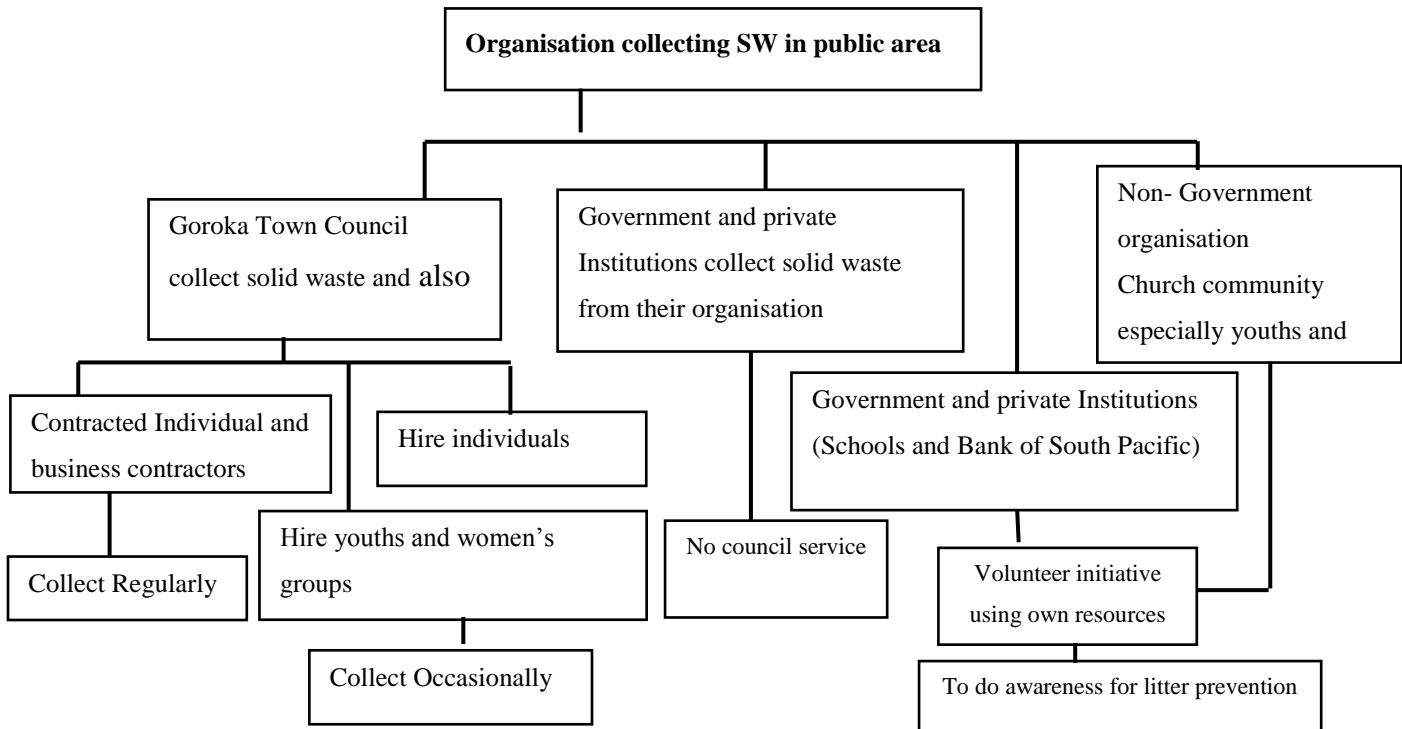 Organisation collecting SW in public area
Goroka Town Council
collect solid waste and also
Government and private
Institutions collect solid waste
from their organisation
Non- Government
organisation
Church community
especially youths and
Contracted Individual and
business contractors
Hire individuals
Government and private Institutions
(Schools and Bank of South Pacific)
Hire youths and women’s
groups
No council service
Collect Regularly
Volunteer initiative
using own resources
Collect Occasionally
To do awareness for litter prevention